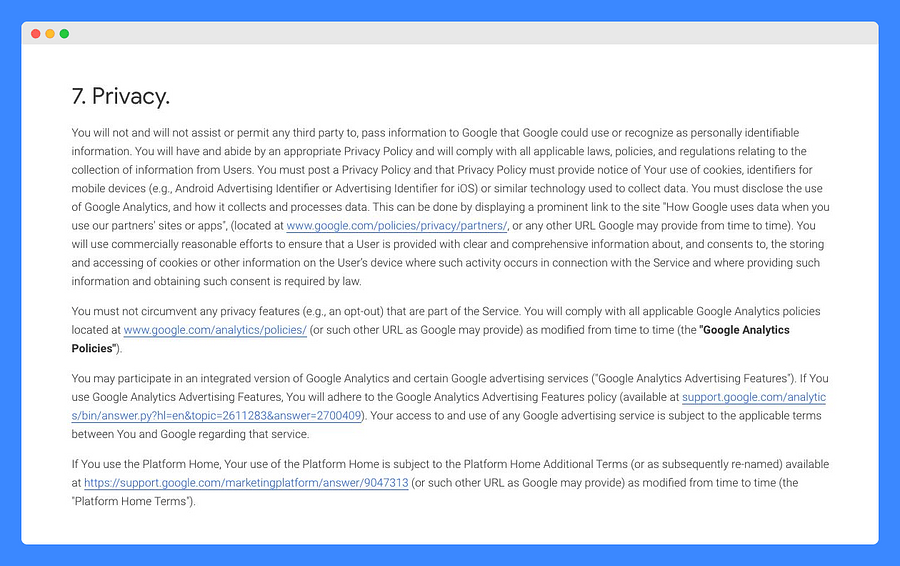 7. Privacy.
You will not and will not assist or permit any third party to, pass information to Google that Google could use or recognize as personally identifiable
information. You will have and abide by an appropriate Privacy Policy and will comply with all applicable laws, policies, and regulations relating to the
collection of information from Users. You must post a Privacy Policy and that Privacy Policy must provide notice of Your use of cookies, identifiers for
mobile devices (e.g., Android Advertising Identifier or Advertising Identifier for iOS) or similar technology used to collect data. You must disclose the use
of Google Analytics, and how it collects and processes data. This can be done by displaying a prominent link to the site "How Google uses data when you
use our partners' sites or apps", (located at www.google.com/policies/privacy/partners/, or any other URL Google may provide from time to time). You
will use commercially reasonable efforts to ensure that a User is provided with clear and comprehensive information about, and consents to, the storing
and accessing of cookies or other information on the User's device where such activity occurs in connection with the Service and where providing such
information and obtaining such consent is required by law.
You must not circumvent any privacy features (e.g., an opt-out) that are part of the Service. You will comply with all applicable Google Analytics policies
located at www.google.com/analytics/policies/ (or such other URL as Google may provide) as modified from time to time (the "Google Analytics
Policies").
You may participate in an integrated version of Google Analytics and certain Google advertising services ("Google Analytics Advertising Features"). If You
use Google Analytics Advertising Features, You will adhere to the Google Analytics Advertising Features policy (available at support.google.com/analytic
s/bin/answer.py?hl=en&topic=2611283&answer=2700409). Your access to and use of any Google advertising service is subject to the applicable terms
between You and Google regarding that service.
If You use the Platform Home, Your use of the Platform Home is subject to the Platform Home Additional Terms (or as subsequently re-named) available
at https://support.google.com/marketingplatform/answer/9047313 (or such other URL as Google may provide) as modified from time to time (the
"Platform Home Terms").